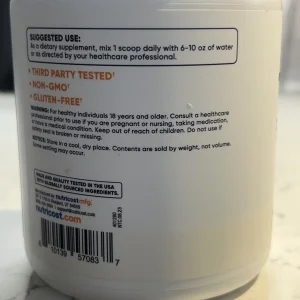 SUGGESTED USE:
As a dietary supplement, mix 1 scoop daily with 6-10 oz of water
or as directed by your healthcare professional.
• THIRD PARTY TESTED
• NON-GMO
• GLUTEN-FREE
WARNING: For healthy individuals 18 years and older. Consult a healthcare
professional prior to use if you are pregnant or nursing, taking medication,
or have a medical condition. Keep out of reach of children. Do not use if
safety seal is broken or missing.
NOTICE: Store in a cool, dry place. Contents are sold by weight, not volume.
Some settling may occur.
MADE AND QUALITY TESTED IN THE USA
WITH GLOBALLY SOURCED INGREDIENTS.
nutricost.com
57083 7